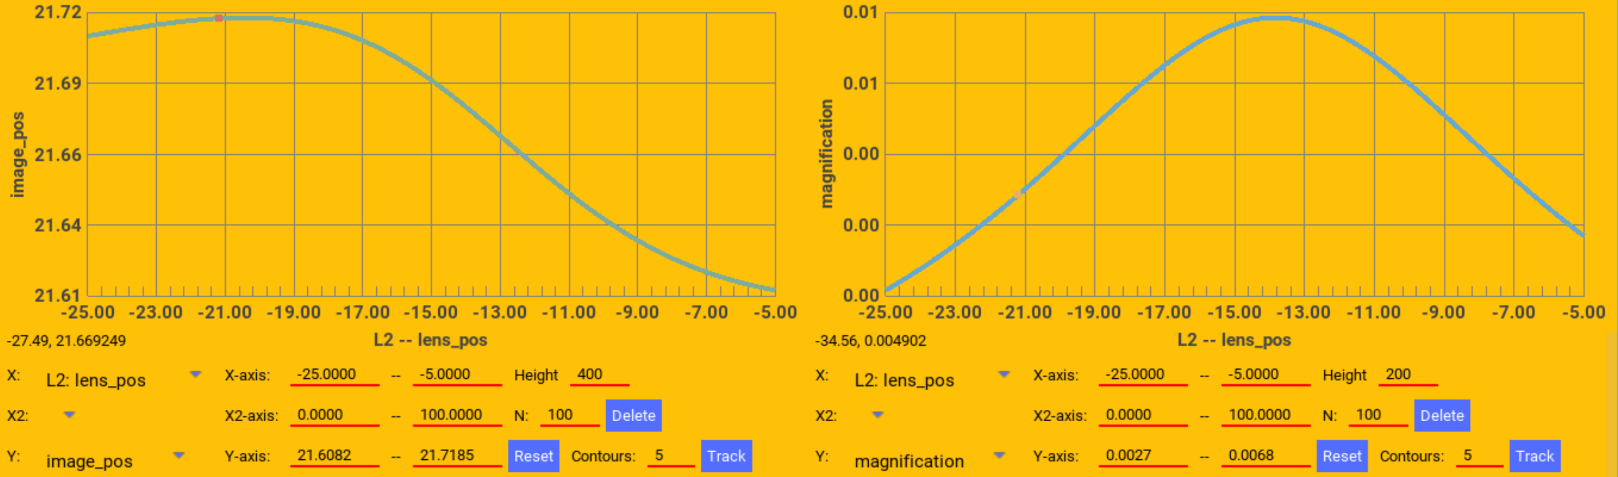 21.72
21.69
21.66
21.64
21.61
image_pos
-25.00 -23.00 -21.00 -19.00 -17.00 -15.00 -13.00 -11.00 -9.00 -7.00 -5.00
-27.49, 21.669249
L2 -- lens_pos
X: L2: lens_pos X-axis: -25.0000 -- -5.0000 Height 400
X2: X2-axis: 0.0000 -- 100.0000 N: 100 Delete
Y: image_pos Y-axis: 21.6082 -- 21.7185 Reset Contours: 5 Track
0.01
0.01
0.00
0.00
0.00
magnification
-25.00 -23.00 -21.00 -19.00 -17.00 -15.00 -13.00 -11.00 -9.00 -7.00 -5.00
-34.56, 0.004902
L2 -- lens_pos
X: L2: lens_pos X-axis: -25.0000 -- -5.0000 Height 200
X2: X2-axis: 0.0000 -- 100.0000 N: 100 Delete
Y: magnification Y-axis: 0.0027 -- 0.0068 Reset Contours: 5 Track